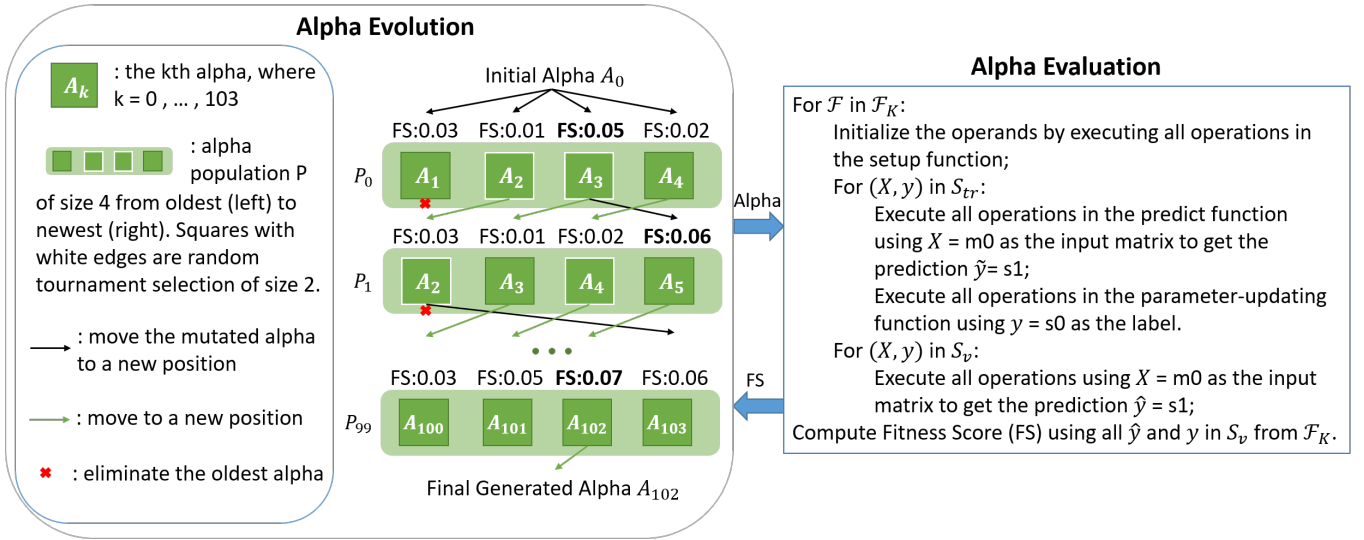 Alpha Evolution
A_k
: the kth alpha, where
k = 0 , ... , 103
: alpha
population P
of size 4 from oldest (left) to
newest (right). Squares with
white edges are random
tournament selection of size 2.
: move the mutated alpha
to a new position
: move to a new position
: eliminate the oldest alpha
Initial Alpha A_0
FS:0.03 FS:0.01 FS:0.05 FS:0.02
P_0 A_1 A_2 A_3 A_4
FS:0.03 FS:0.01 FS:0.02 FS:0.06
P_1 A_2 A_3 A_4 A_5
FS:0.03 FS:0.05 FS:0.07 FS:0.06
P_99 A_100 A_101 A_102 A_103
Final Generated Alpha A_102
Alpha
FS
Alpha Evaluation
For ℱ in ℱ_K:
Initialize the operands by executing all operations in
the setup function;
For (X, y) in S_tr:
Execute all operations in the predict function
using X = m0 as the input matrix to get the
prediction ỹ= s1;
Execute all operations in the parameter-updating
function using y = s0 as the label.
For (X, y) in S_v:
Execute all operations using X = m0 as the input
matrix to get the prediction ŷ = s1;
Compute Fitness Score (FS) using all ŷ and y in S_v from ℱ_K.